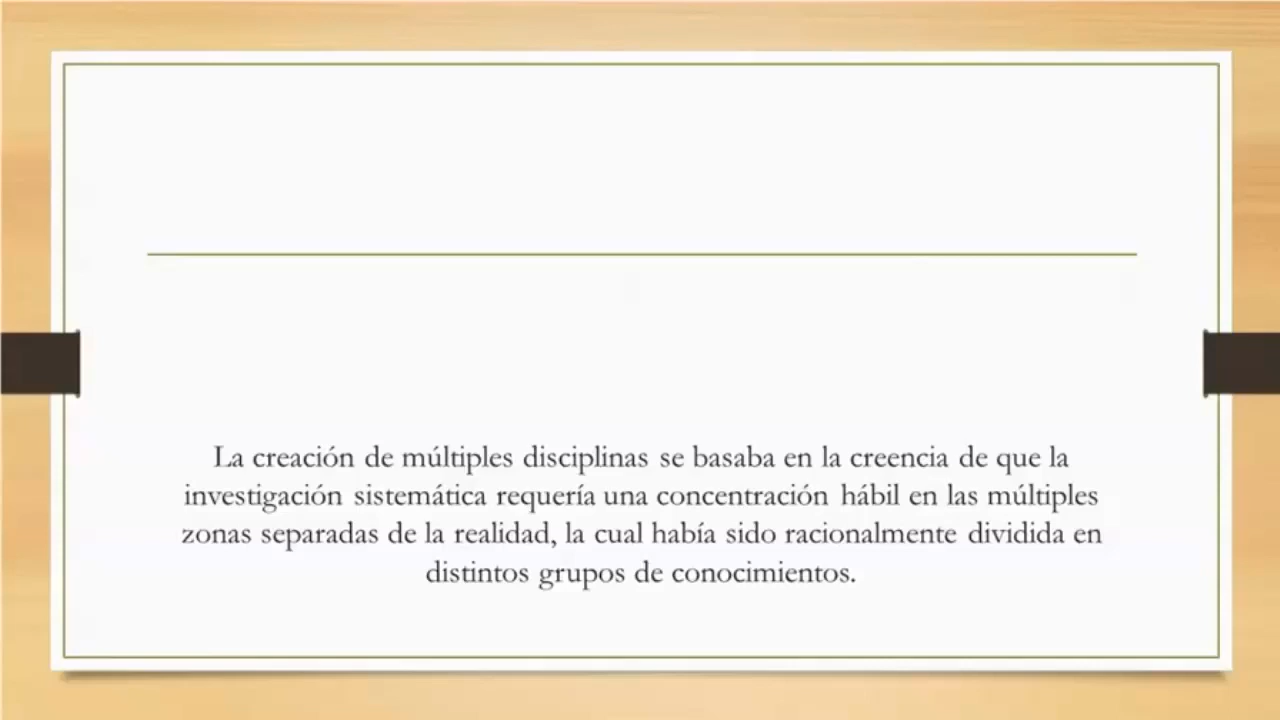 La creación de múltiples disciplinas se basaba en la creencia de que la
investigación sistemática requería una concentración hábil en las múltiples
zonas separadas de la realidad, la cual había sido racionalmente dividida en
distintos grupos de conocimientos.